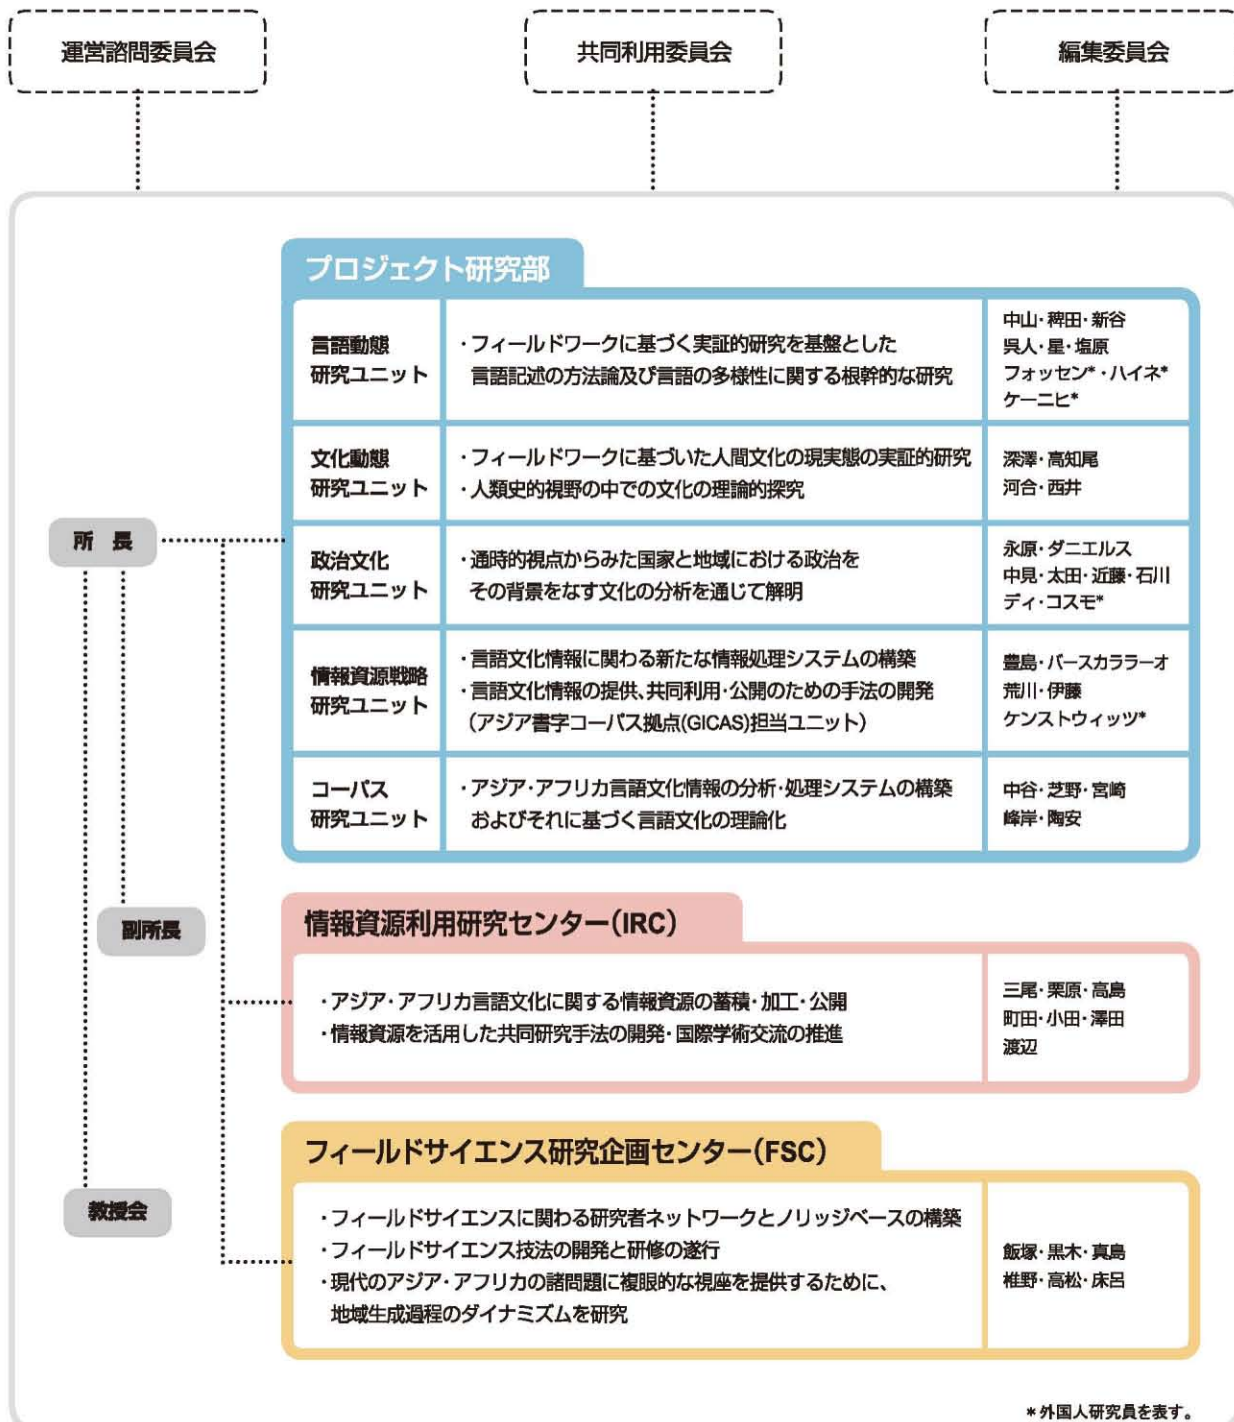 運営諮問委員会
共同利用委員会
編集委員会
プロジェクト研究部
言語動態
研究ユニット
・フィールドワークに基づく実証的研究を基盤とした
言語記述の方法論及び言語の多様性に関する根幹的な研究
中山・稗田・新谷
呉人・星・塩原
フォッセン*・ハイネ*
ケーニヒ*
文化動態
研究ユニット
・フィールドワークに基づいた人間文化の現実態の実証的研究
・人類史的視野の中での文化の理論的探究
深澤・高知尾
河合・西井
所 長
政治文化
研究ユニット
・通時的視点からみた国家と地域における政治を
その背景をなす文化の分析を通じて解明
永原・ダニエルス
中見・太田・近藤・石川
ディ・コスモ*
情報資源戦略
研究ユニット
・言語文化情報に関わる新たな情報処理システムの構築
・言語文化情報の提供、共同利用・公開のための手法の開発
（アジア書字コーパス拠点(GICAS)担当ユニット）
豊島・バースカララーオ
荒川・伊藤
ケンストウィッツ*
コーパス
研究ユニット
・アジア・アフリカ言語文化情報の分析・処理システムの構築
およびそれに基づく言語文化の理論化
中谷・芝野・宮崎
峰岸・陶安
副所長
情報資源利用研究センター（IRC）
・アジア・アフリカ言語文化に関する情報資源の蓄積・加工・公開
・情報資源を活用した共同研究手法の開発・国際学術交流の推進
三尾・栗原・高島
町田・小田・澤田
渡辺
フィールドサイエンス研究企画センター（FSC）
教授会
・フィールドサイエンスに関わる研究者ネットワークとノリッジベースの構築
・フィールドサイエンス技法の開発と研修の遂行
・現代のアジア・アフリカの諸問題に複眼的な視座を提供するために、
地域生成過程のダイナミズムを研究
飯塚・黒木・真島
椎野・高松・床呂
*外国人研究員を表す。